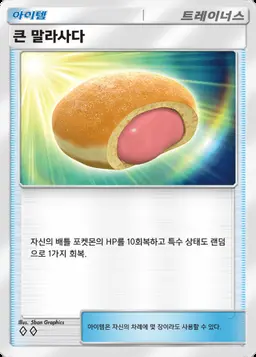 아이템
트레이너스
큰 말라사다
자신의 배틀 포켓몬의 HP를 10회복하고 특수 상태도 랜덤
으로 1가지 회복.
Illus. 5ban Graphics
아이템은 자신의 차례에 몇 장이라도 사용할 수 있다.